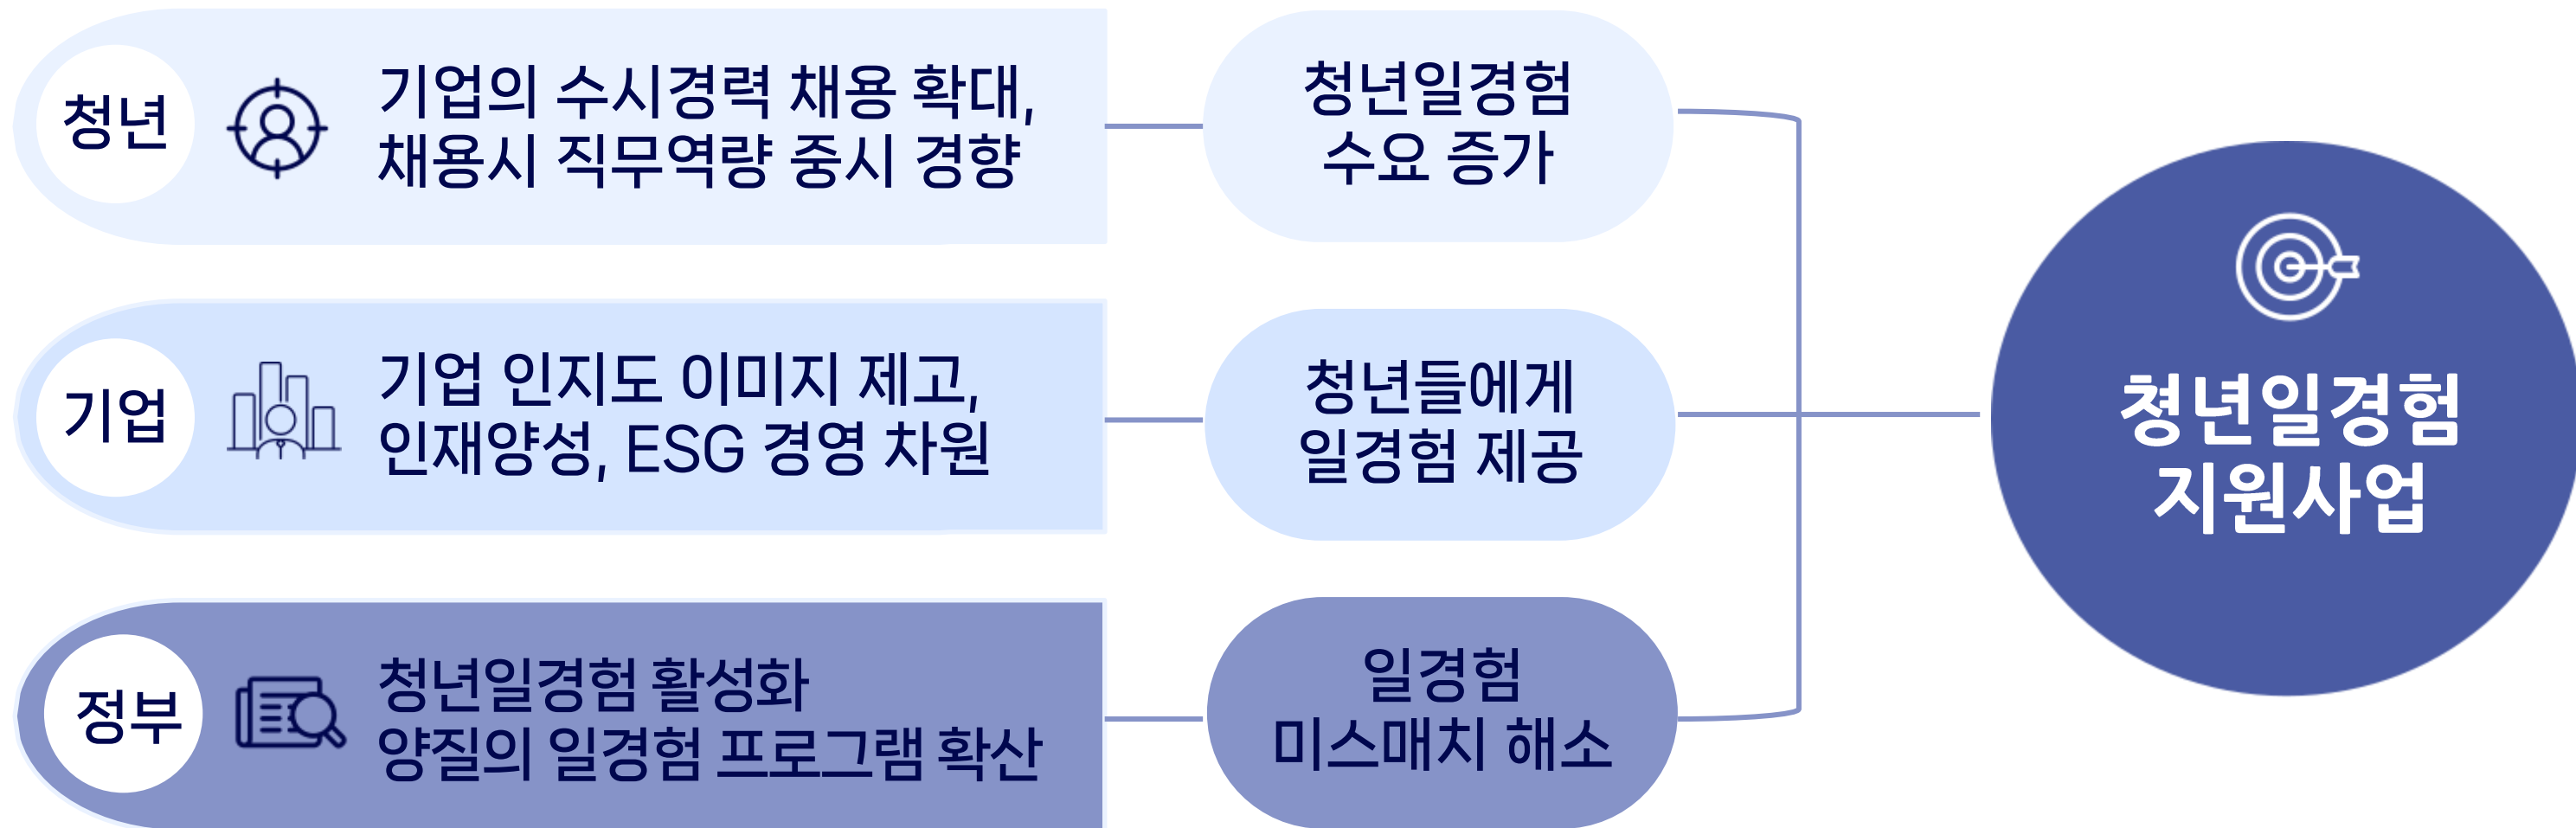 청년
기업의 수시경력 채용 확대,
채용시 직무역량 중시 경향
청년일경험
수요 증가
기업
기업 인지도 이미지 제고,
인재양성, ESG 경영 차원
청년들에게
일경험 제공
정부
청년일경험 활성화
양질의 일경험 프로그램 확산
일경험
미스매치 해소
청년일경험
지원사업